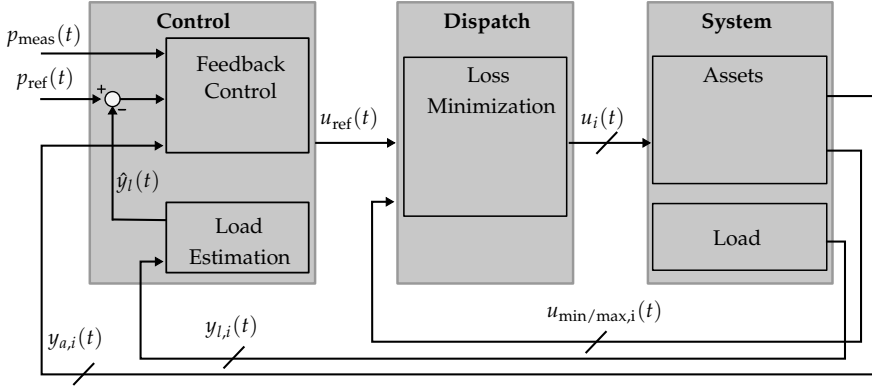 Control
Dispatch
System
p_meas(t)
p_ref(t)
+
−
Feedback
Control
Loss
Minimization
Assets
u_ref(t)
u_i(t)
ŷ_l(t)
Load
Estimation
Load
u_min/max,i(t)
y_a,i(t)
y_l,i(t)